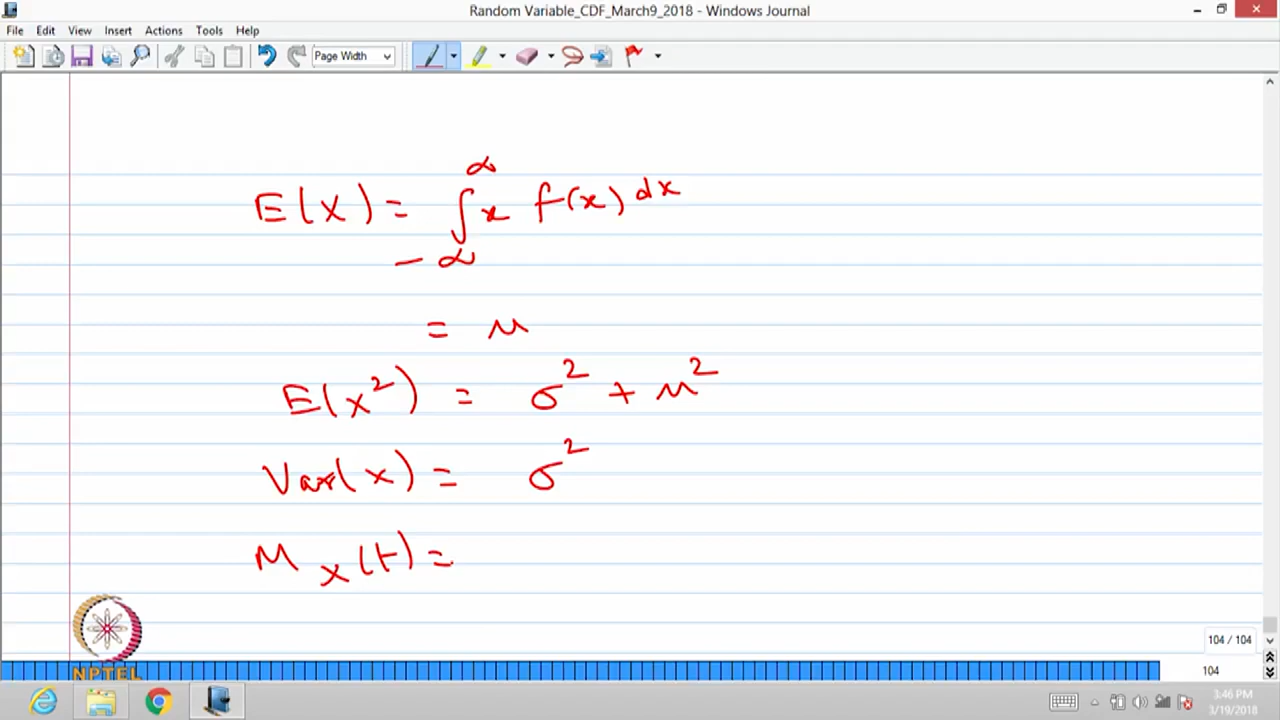 Random Variable_CDF_March9_2018 - Windows Journal
File Edit View Insert Actions Tools Help
Page Width
E(X) = ∫_{-∞}^{∞} x f(x) dx
= μ
E(X²) = σ² + μ²
Var(X) = σ²
M_X(t) =
NPTEL
104 / 104
104
3:46 PM
3/19/2018